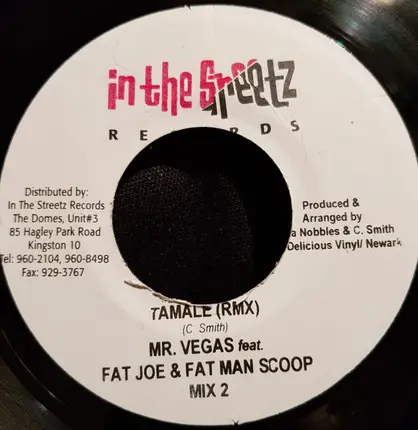 in the Streetz
RECORDS
Distributed by:
In The Streetz Records
The Domes, Unit#3
85 Hagley Park Road
Kingston 10
Tel: 960-2104, 960-8498
Fax: 929-3767
Produced &
Arranged by
Nobbles & C. Smith
Delicious Vinyl/ Newark
TAMALE (RMX)
(C. Smith)
MR. VEGAS feat.
FAT JOE & FAT MAN SCOOP
MIX 2